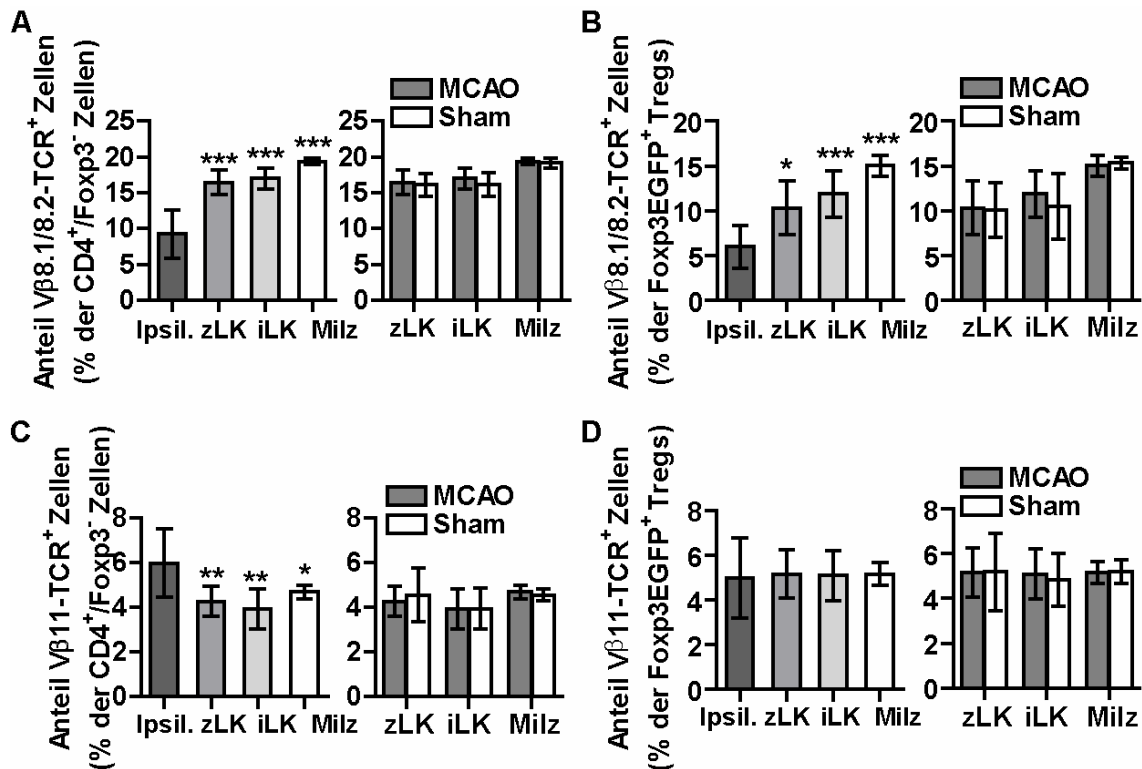 A
Anteil Vβ8.1/8.2-TCR⁺ Zellen
(% der CD4⁺/Foxp3⁻ Zellen)
25
20
15
10
5
0
***
***
***
Ipsil. zLK iLK Milz
MCAO
Sham
25
20
15
10
5
0
zLK iLK Milz
B
Anteil Vβ8.1/8.2-TCR⁺ Zellen
(% der Foxp3EGFP⁺ Tregs)
20
15
10
5
0
*
***
***
Ipsil. zLK iLK Milz
MCAO
Sham
20
15
10
5
0
zLK iLK Milz
C
Anteil Vβ11-TCR⁺ Zellen
(% der CD4⁺/Foxp3⁻ Zellen)
8
6
4
2
0
**
**
*
Ipsil. zLK iLK Milz
MCAO
Sham
8
6
4
2
0
zLK iLK Milz
D
Anteil Vβ11-TCR⁺ Zellen
(% der Foxp3EGFP⁺ Tregs)
8
6
4
2
0
Ipsil. zLK iLK Milz
MCAO
Sham
8
6
4
2
0
zLK iLK Milz